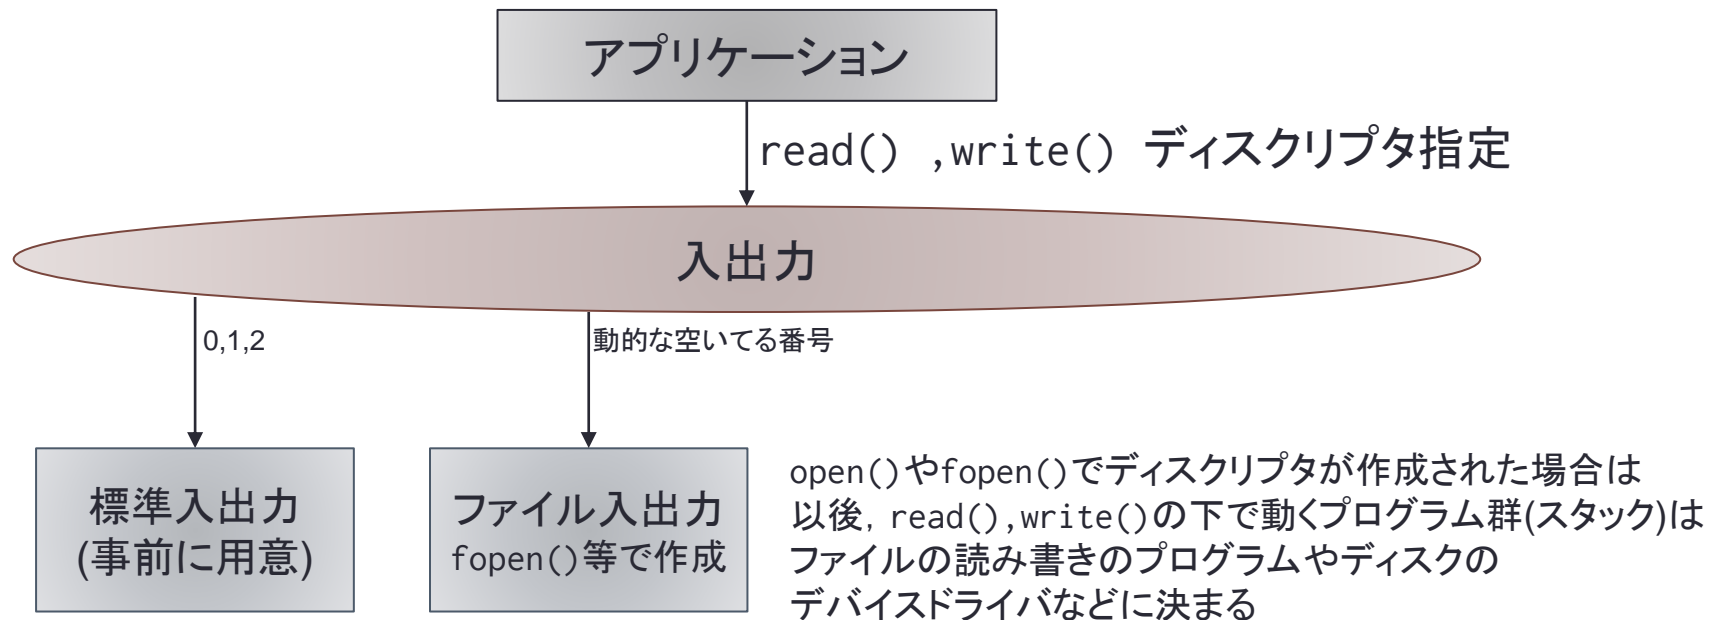 アプリケーション
read() ,write() ディスクリプタ指定
入出力
0,1,2
動的な空いてる番号
標準入出力
(事前に用意)
ファイル入出力
fopen()等で作成
open()やfopen()でディスクリプタが作成された場合は
以後, read(),write()の下で動くプログラム群(スタック)は
ファイルの読み書きのプログラムやディスクの
デバイスドライバなどに決まる